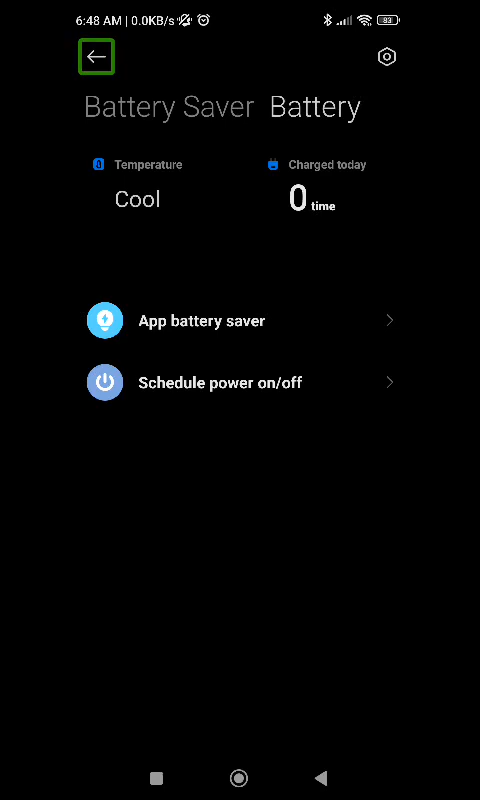 6:48 AM | 0.0KB/s
83
Battery Saver Battery
Temperature
Charged today
Cool
0 time
App battery saver
Schedule power on/off